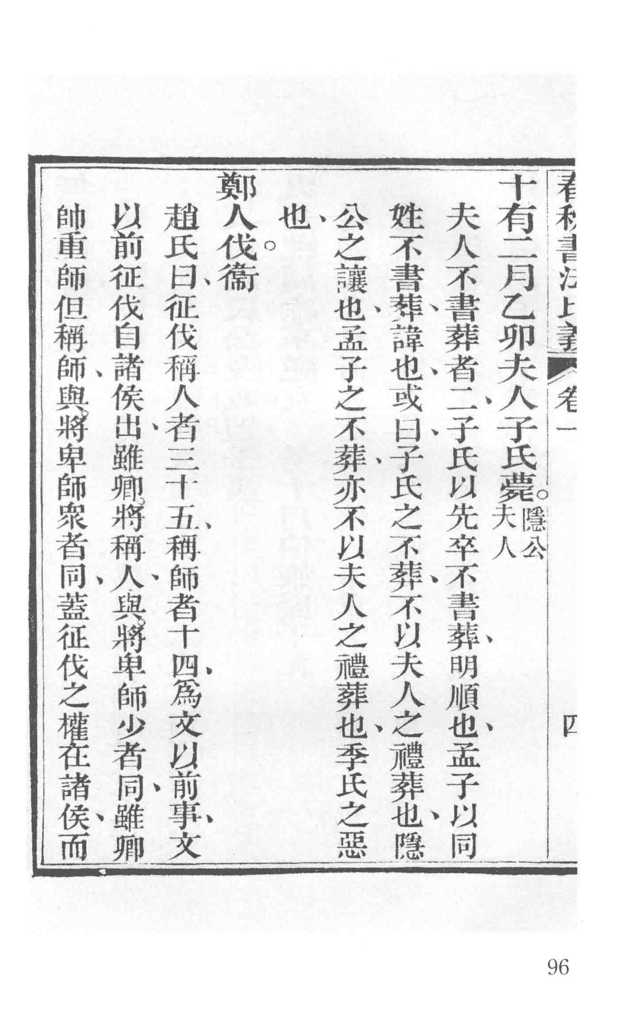 春秋書法比義 卷一 四
十有二月乙卯夫人子氏薨。隱公夫人
夫人不書葬者二子氏以先卒不書葬明順也、孟子以同
姓不書葬諱也、或曰子氏之不葬不以夫人之禮葬也、隱
公之讓也、孟子之不葬亦不以夫人之禮葬也、季氏之惡
也、
鄭人伐衞。
趙氏曰、征伐稱人者三十五、稱師者十四、爲文以前事、文
以前征伐自諸侯出、雖卿將稱人、與將卑師少者同、雖卿
帥重師但稱師、與將卑師衆者同、蓋征伐之權在諸侯、而
96